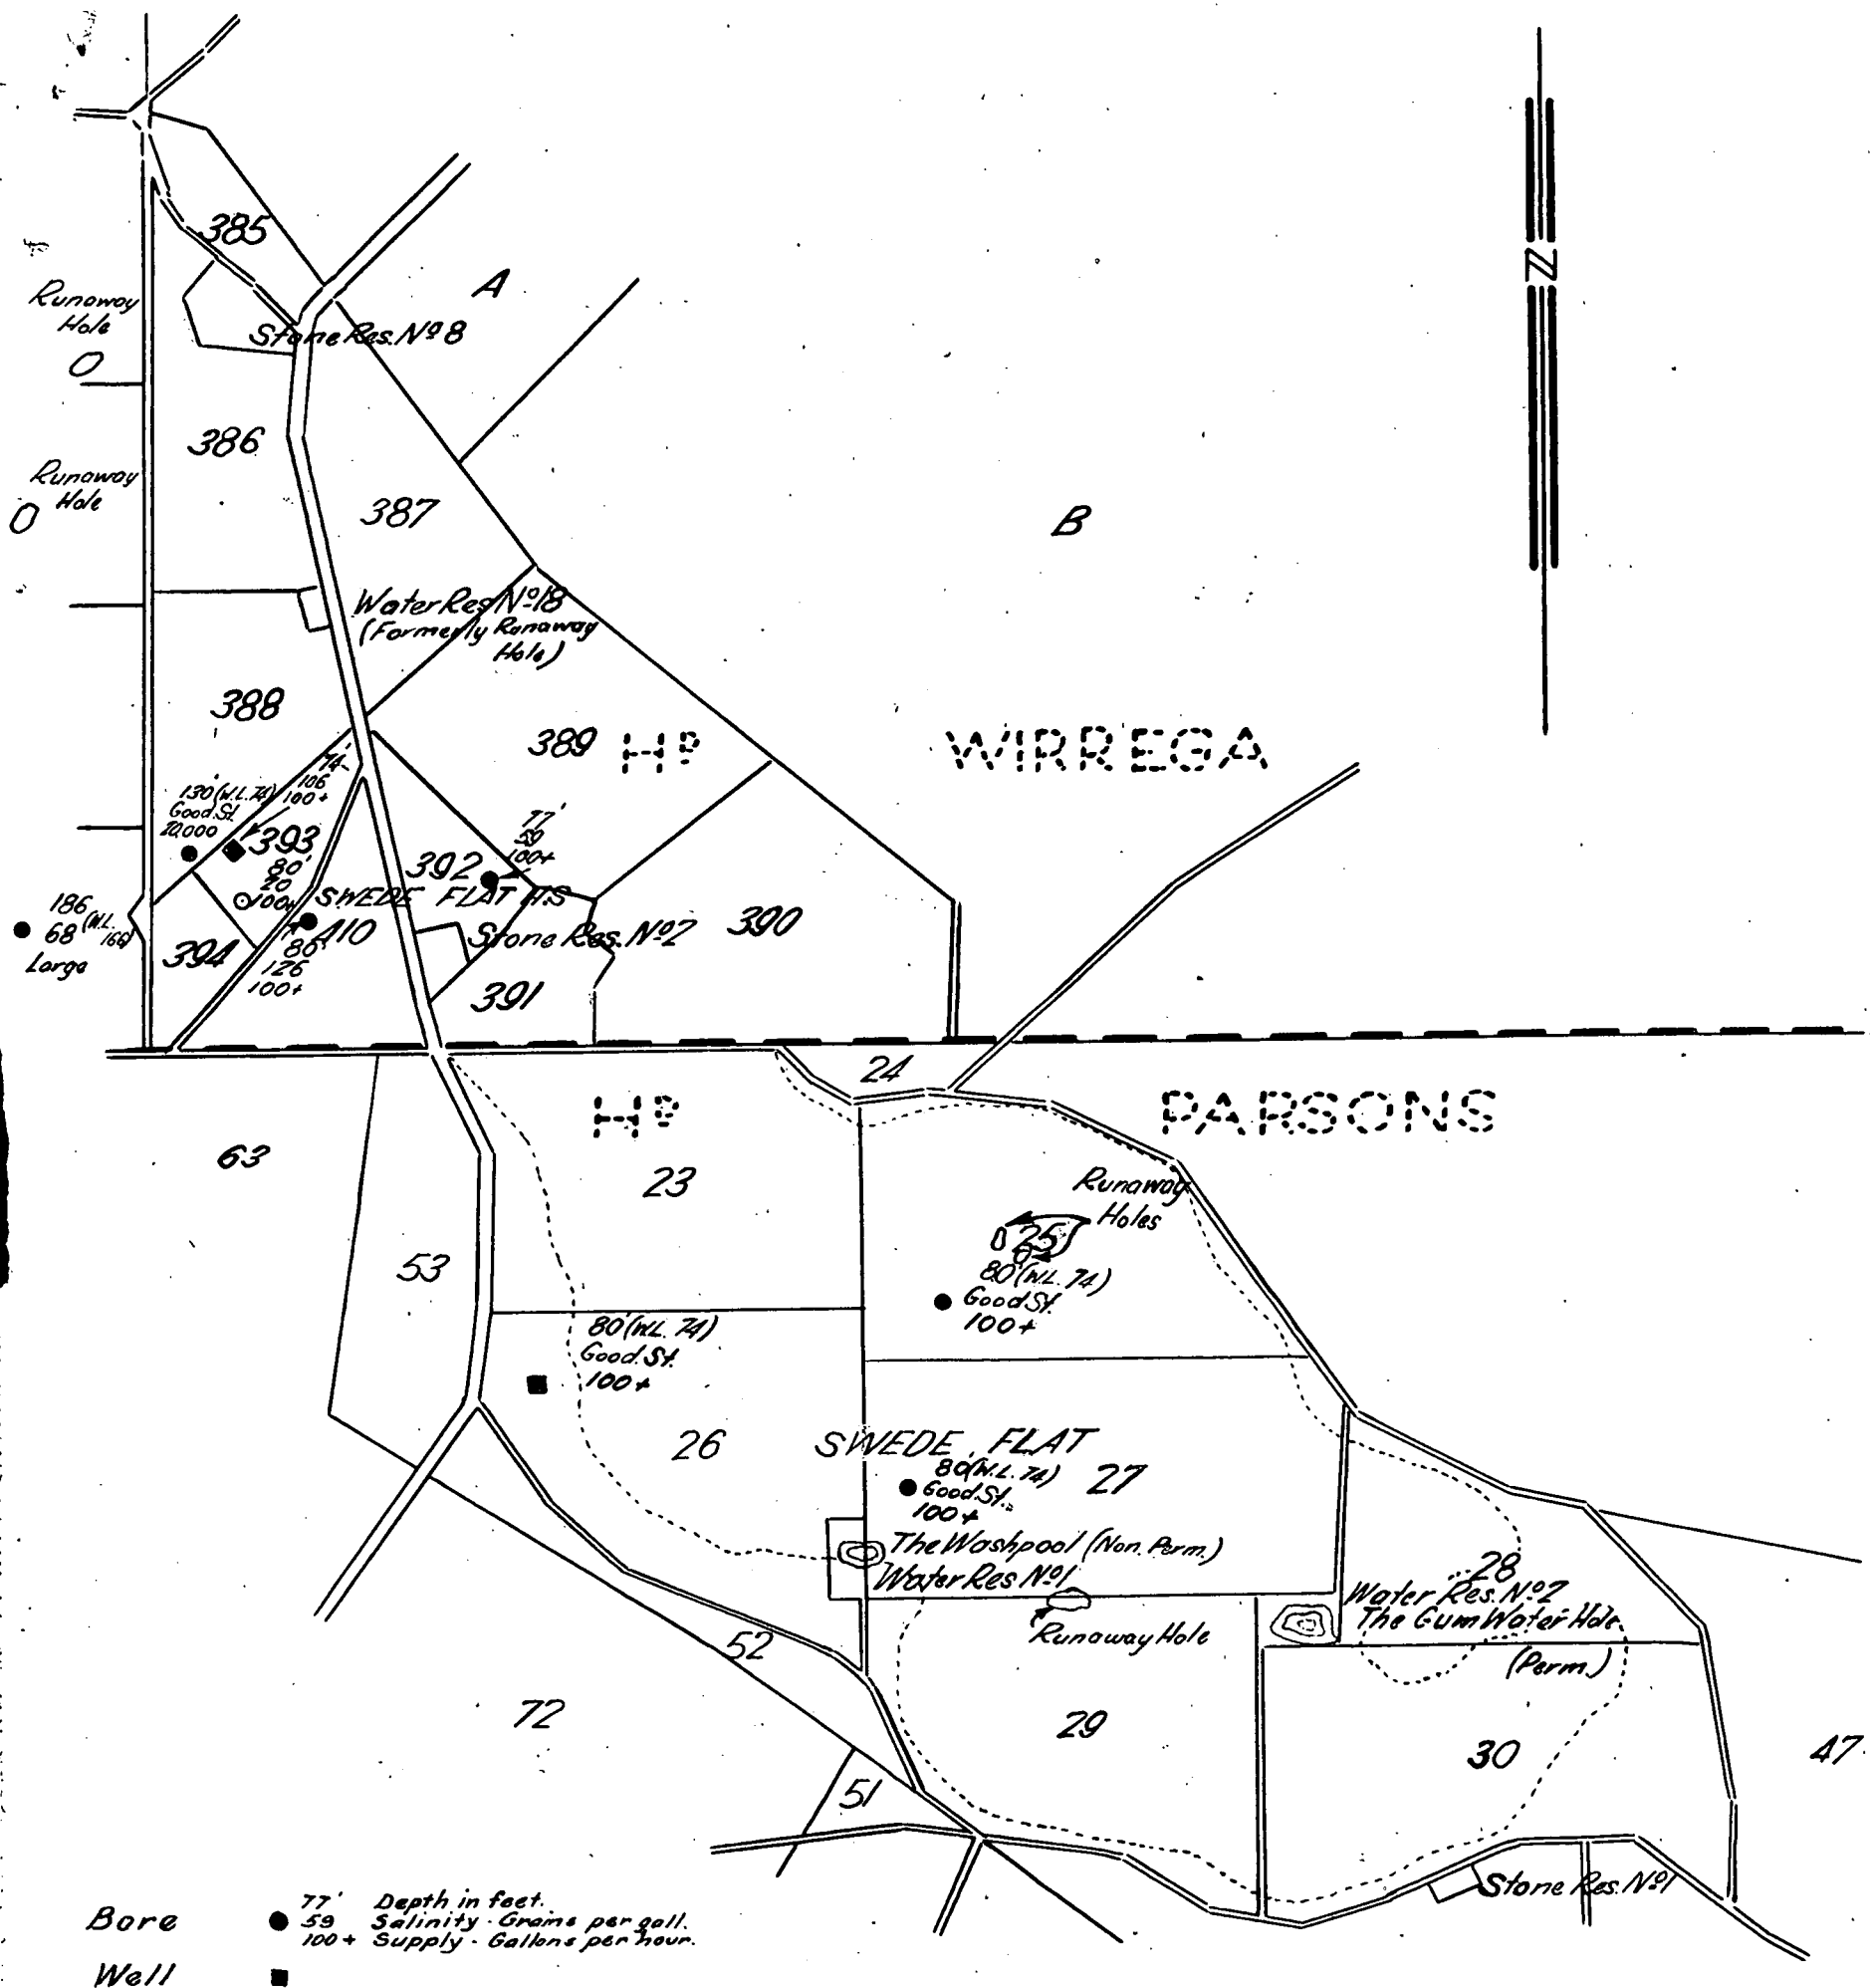 385
A
Runaway
Hole
Stone Res. Nº 8
386
Runaway
Hole
387
B
N
Water Res Nº 18
(Formerly Runaway
Hole)
388
389
HD WIRREGA
74'
106
100+
130' (W.L. 74)
Good St.
20,000
393
80'
20
100+
77'
59
100+
392
SWEDE FLAT H.S
186
68 (W.L. 166)
Large
394
410
86'
126
100+
Stone Res. Nº 2
390
391
24
HD PARSONS
63
23
Runaway
Holes
25
53
80' (W.L. 74)
Good St.
100+
80' (W.L. 74)
Good St.
100+
26
SWEDE FLAT
80' (W.L. 74)
Good St.
100+
27
The Washpool (Non. Perm.)
Water Res Nº 1
28
Water Res. Nº 2
The Gum Water Hole
(Perm.)
Runaway Hole
52
72
29
30
47
51
Stone Res. Nº 1
Bore
77' Depth in feet.
59 Salinity - Grains per gall.
100+ Supply - Gallons per hour.
Well